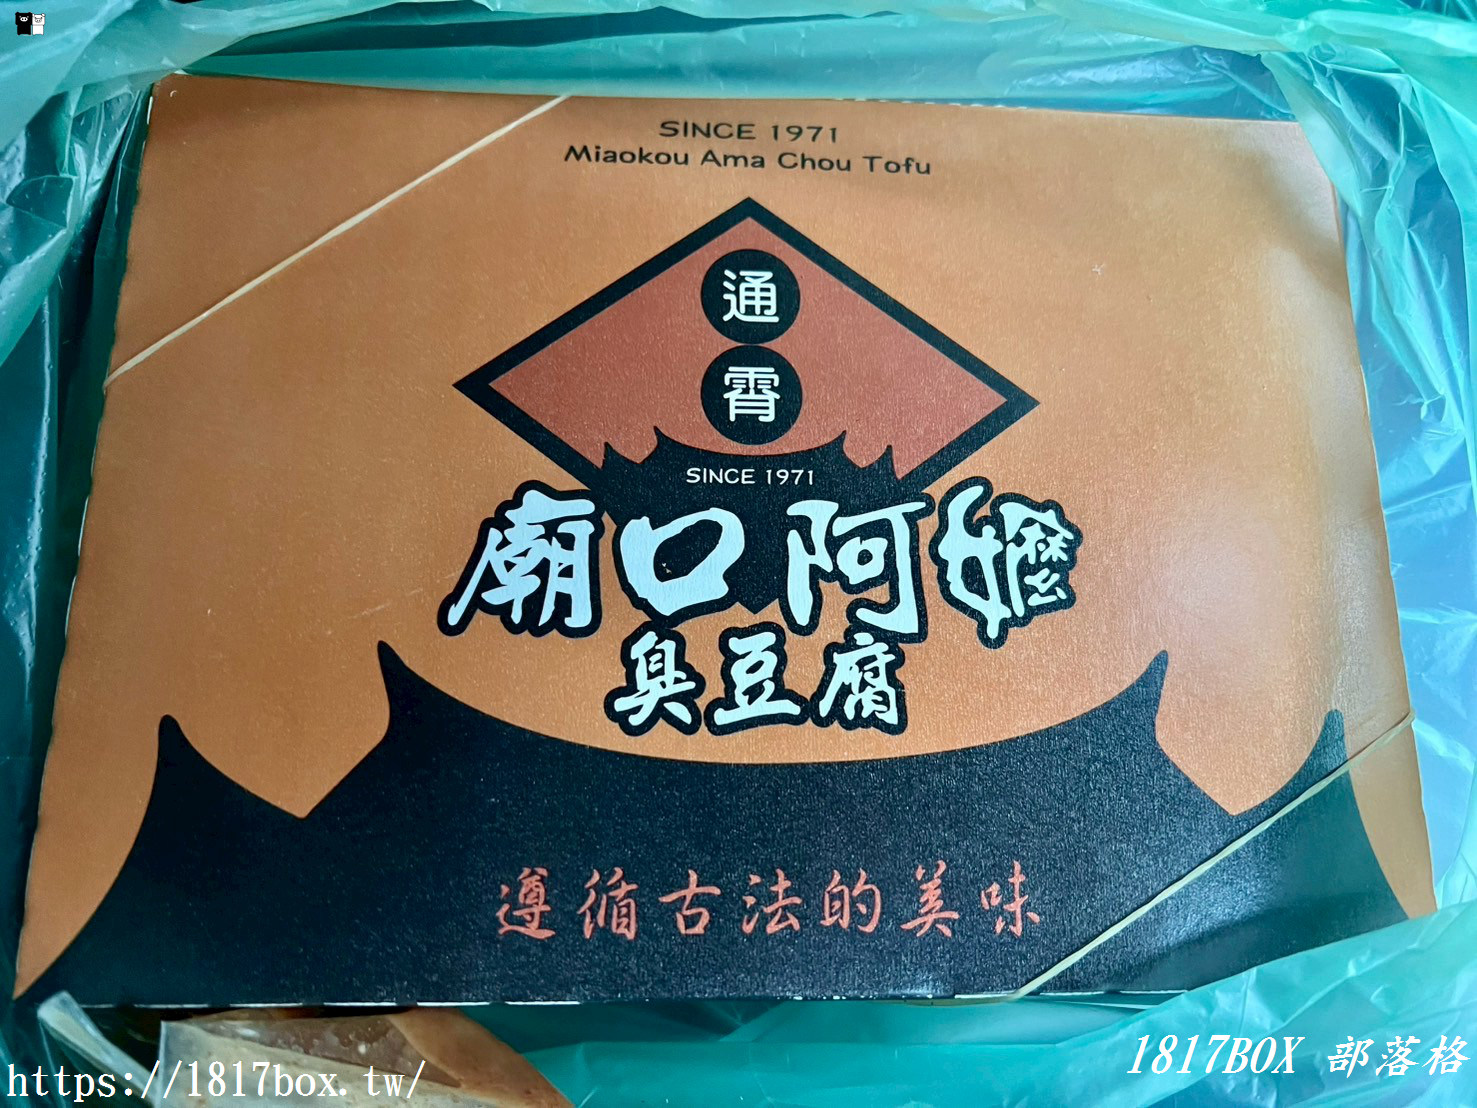 SINCE 1971
Miaokou Ama Chou Tofu
通
霄
SINCE 1971
廟口阿嬤
臭豆腐
遵循古法的美味
https://1817box.tw/
1817BOX 部落格